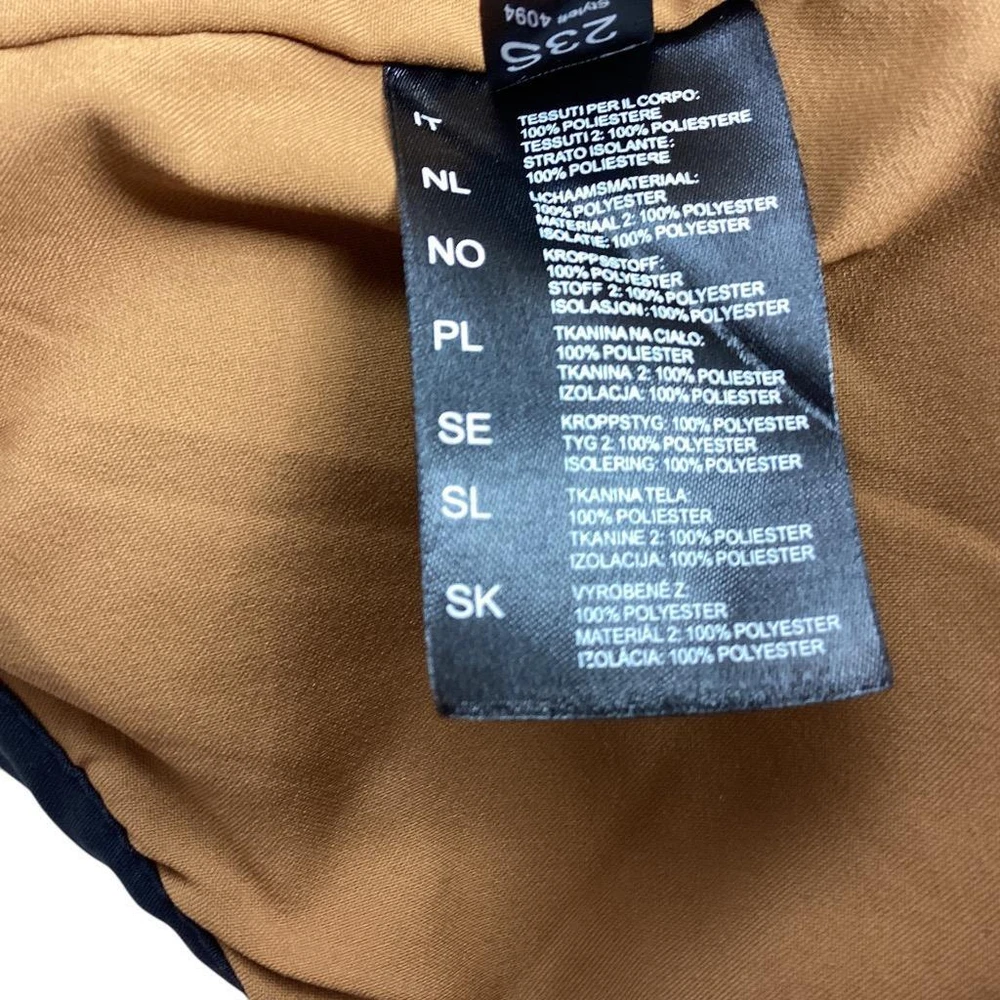 23S
Style# 4094
IT
TESSUTI PER IL CORPO:
100% POLIESTERE
TESSUTI 2: 100% POLIESTERE
STRATO ISOLANTE:
100% POLIESTERE
NL
LICHAAMSMATERIAAL:
100% POLYESTER
MATERIAAL 2: 100% POLYESTER
ISOLATIE: 100% POLYESTER
NO
KROPPSSTOFF:
100% POLYESTER
STOFF 2: 100% POLYESTER
ISOLASJON: 100% POLYESTER
PL
TKANINA NA CIAŁO:
100% POLIESTER
TKANINA 2: 100% POLIESTER
IZOLACJA: 100% POLIESTER
SE
KROPPSTYG: 100% POLYESTER
TYG 2: 100% POLYESTER
ISOLERING: 100% POLYESTER
SL
TKANINA TELA:
100% POLIESTER
TKANINE 2: 100% POLIESTER
IZOLACIJA: 100% POLIESTER
SK
VYROBENÉ Z:
100% POLYESTER
MATERIÁL 2: 100% POLYESTER
IZOLÁCIA: 100% POLYESTER